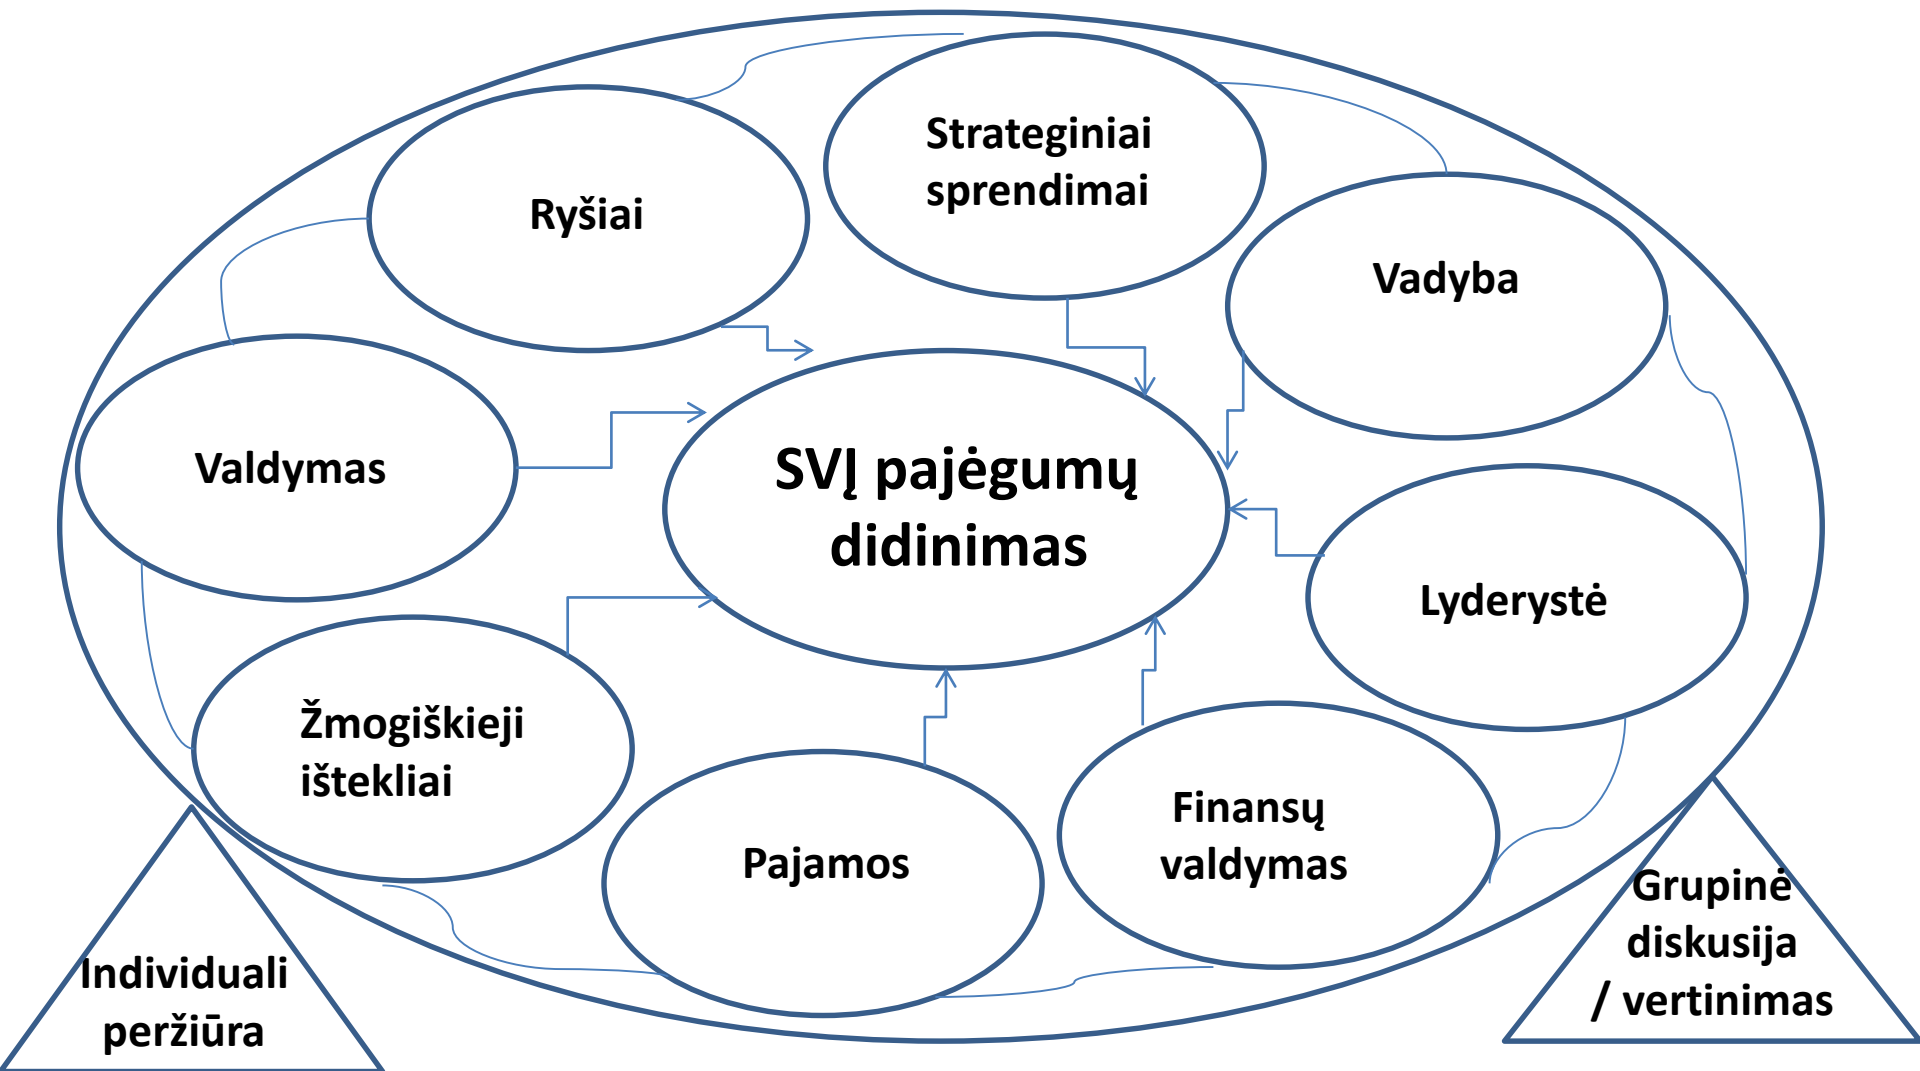 Strateginiai
sprendimai
Ryšiai
Vadyba
Valdymas
SVĮ pajėgumų
didinimas
Lyderystė
Žmogiškieji
ištekliai
Pajamos
Finansų
valdymas
Individuali
peržiūra
Grupinė
diskusija
/ vertinimas